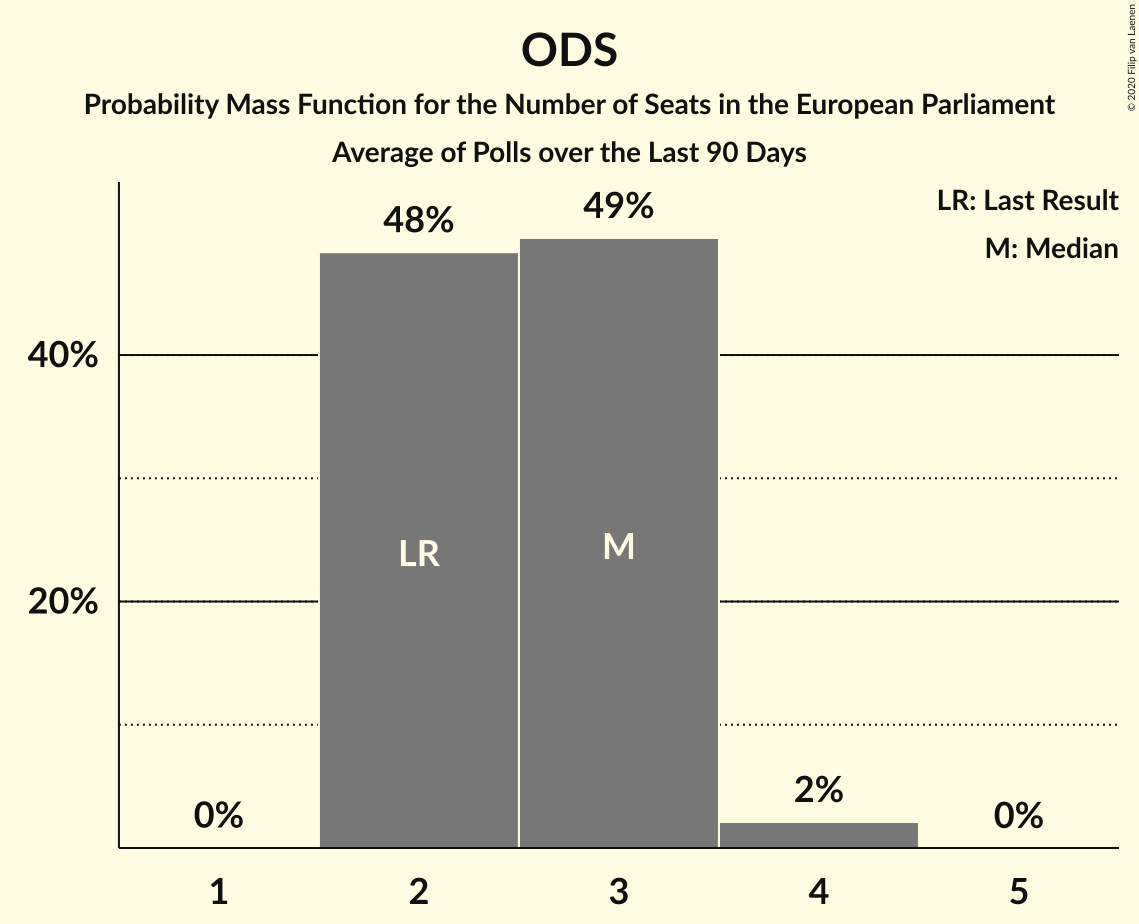 ODS
Probability Mass Function for the Number of Seats in the European Parliament
Average of Polls over the Last 90 Days
© 2020 Filip van Laenen
LR: Last Result
M: Median
48%
49%
40%
20%
LR
M
0%
2%
0%
1
2
3
4
5